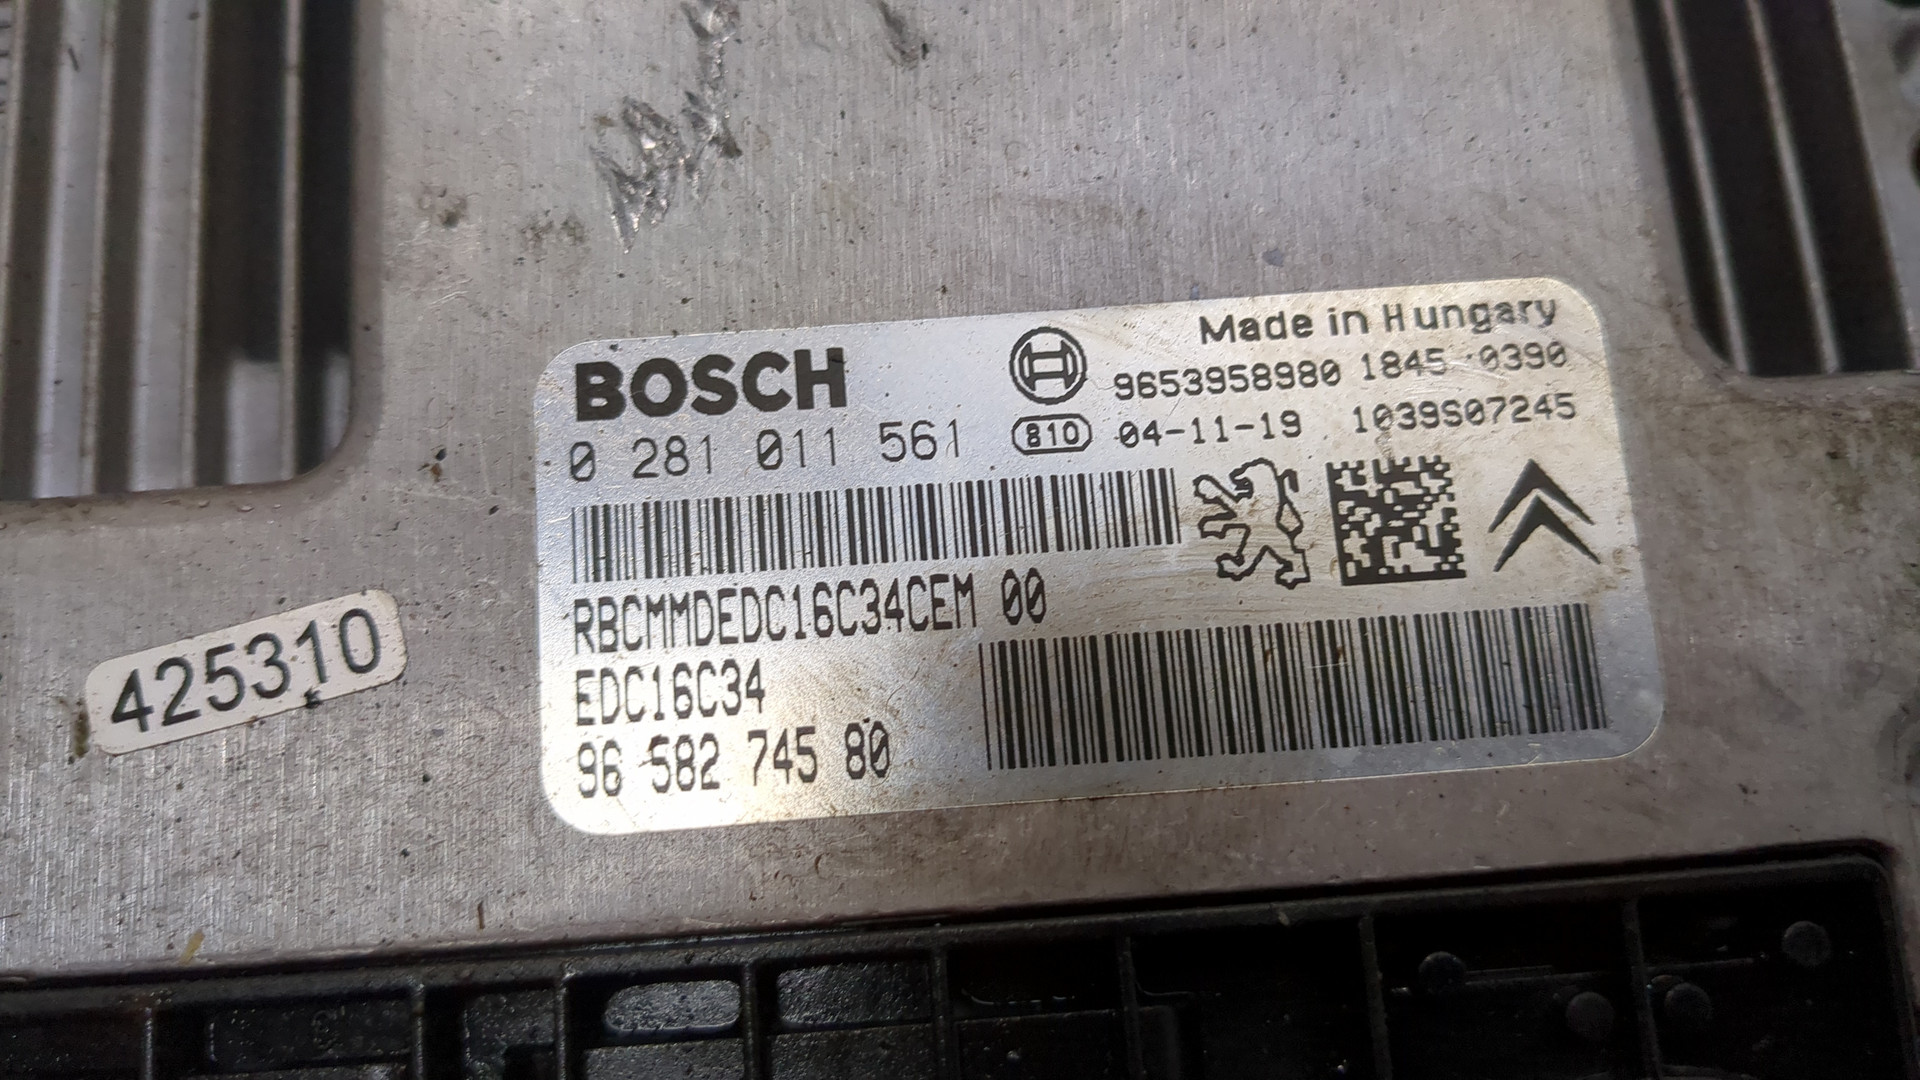 Made in Hungary
BOSCH
9653958980 1845 0390
0 281 011 561
810 04-11-19 1039S07245
RBCMMDEDC16C34CEM 00
EDC16C34
96 582 745 80
425310